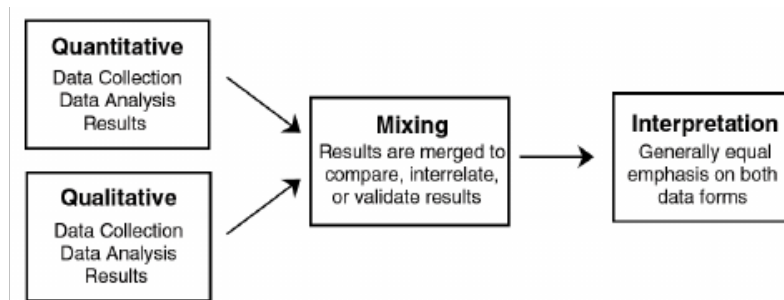 Quantitative
Data Collection
Data Analysis
Results
Qualitative
Data Collection
Data Analysis
Results
Mixing
Results are merged to
compare, interrelate,
or validate results
Interpretation
Generally equal
emphasis on both
data forms